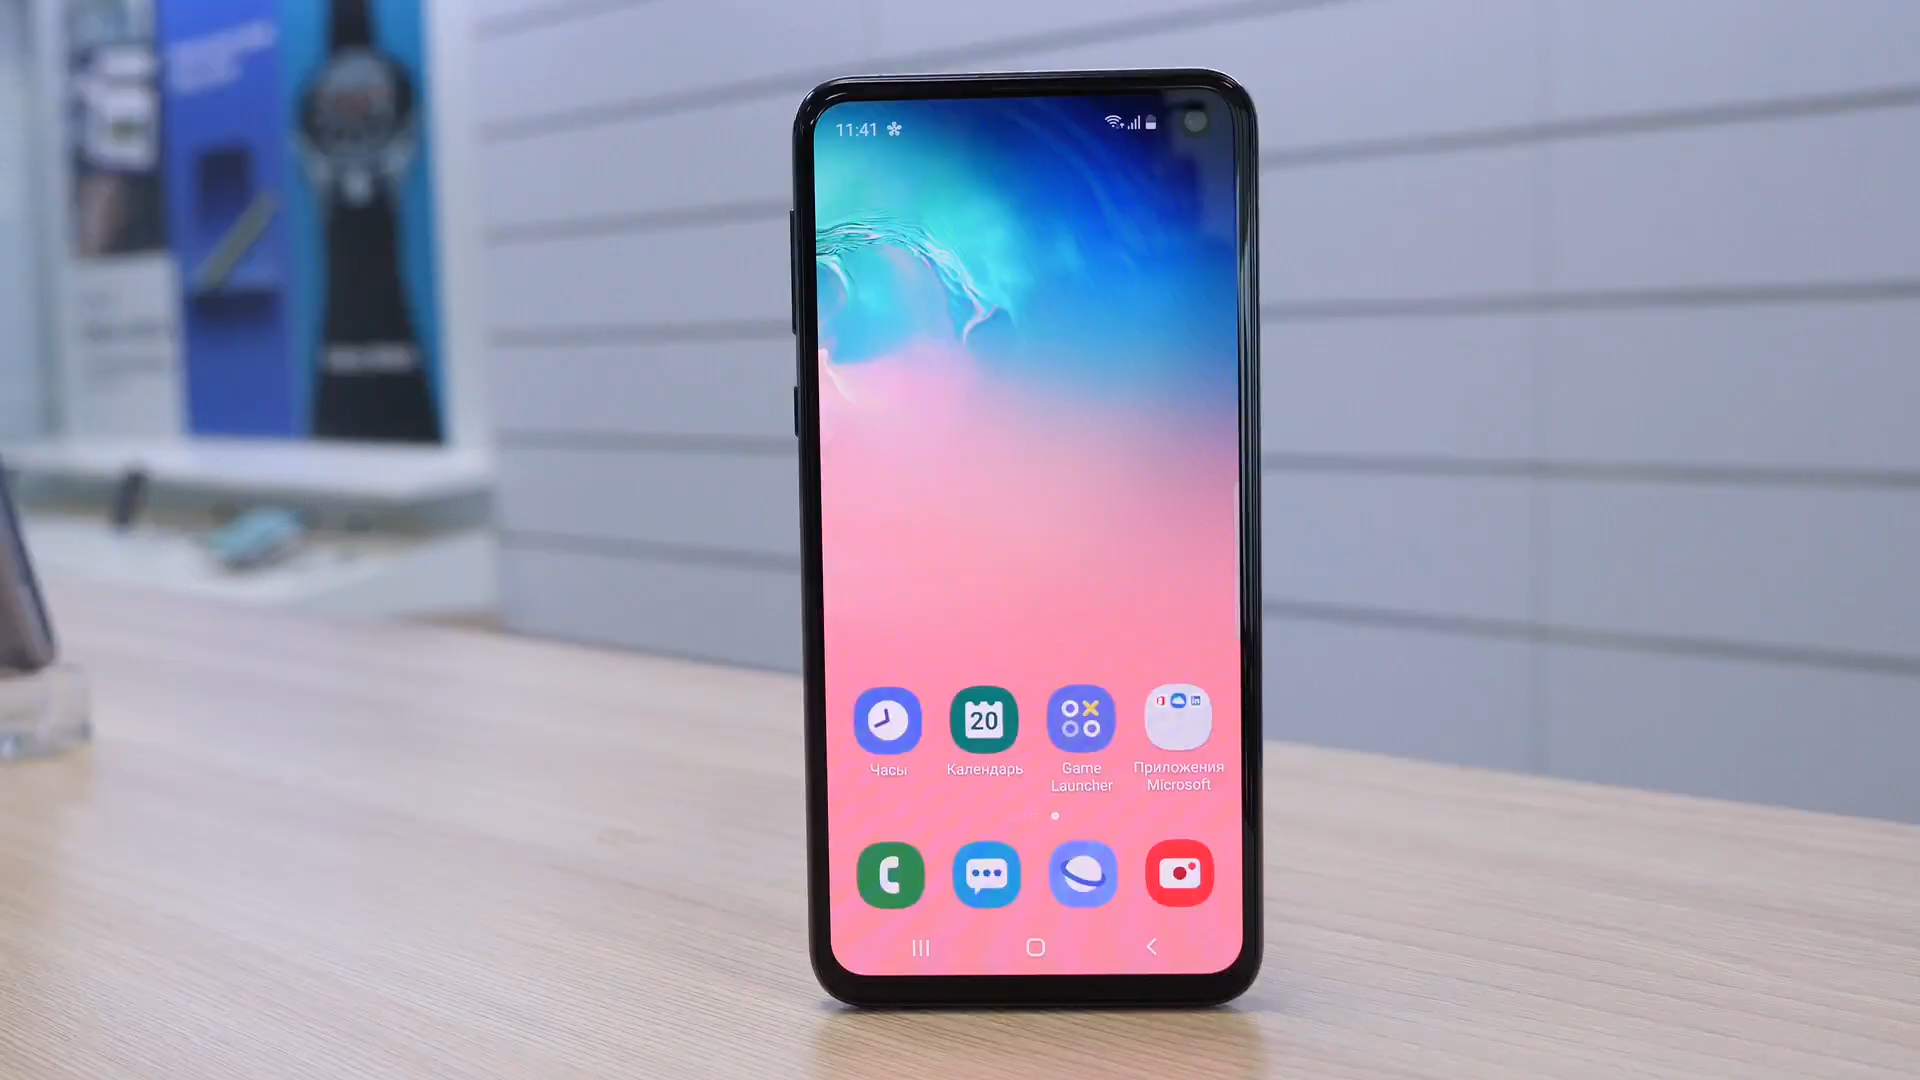 11:41
20
Часы
Календарь
Game
Launcher
Приложения
Microsoft